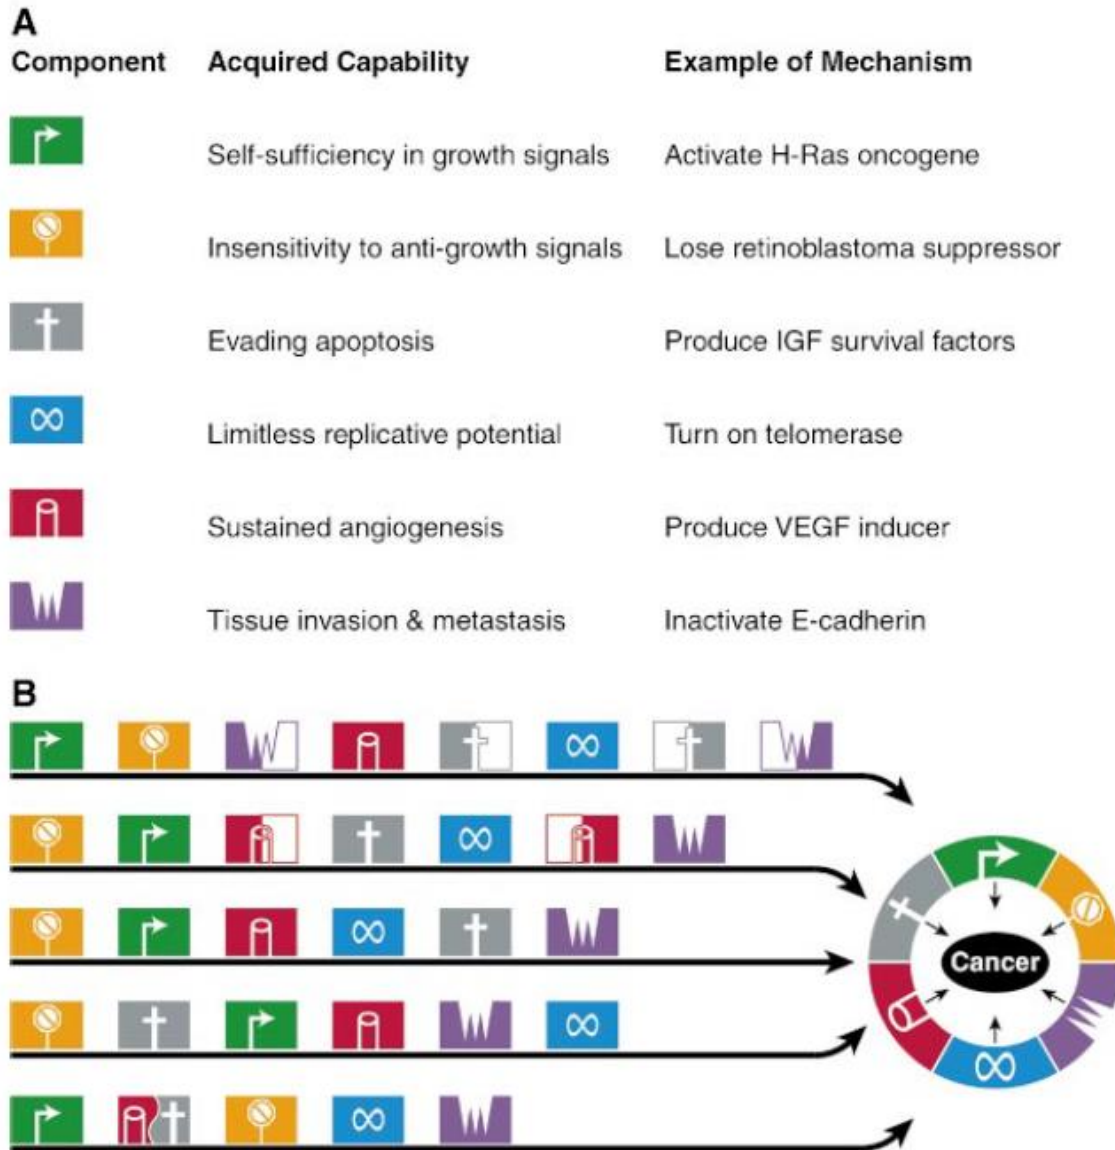 A
Component Acquired Capability Example of Mechanism
Self-sufficiency in growth signals Activate H-Ras oncogene
Insensitivity to anti-growth signals Lose retinoblastoma suppressor
Evading apoptosis Produce IGF survival factors
∞ Limitless replicative potential Turn on telomerase
Sustained angiogenesis Produce VEGF inducer
Tissue invasion & metastasis Inactivate E-cadherin
B
∞
∞
∞
Cancer
∞
∞
∞